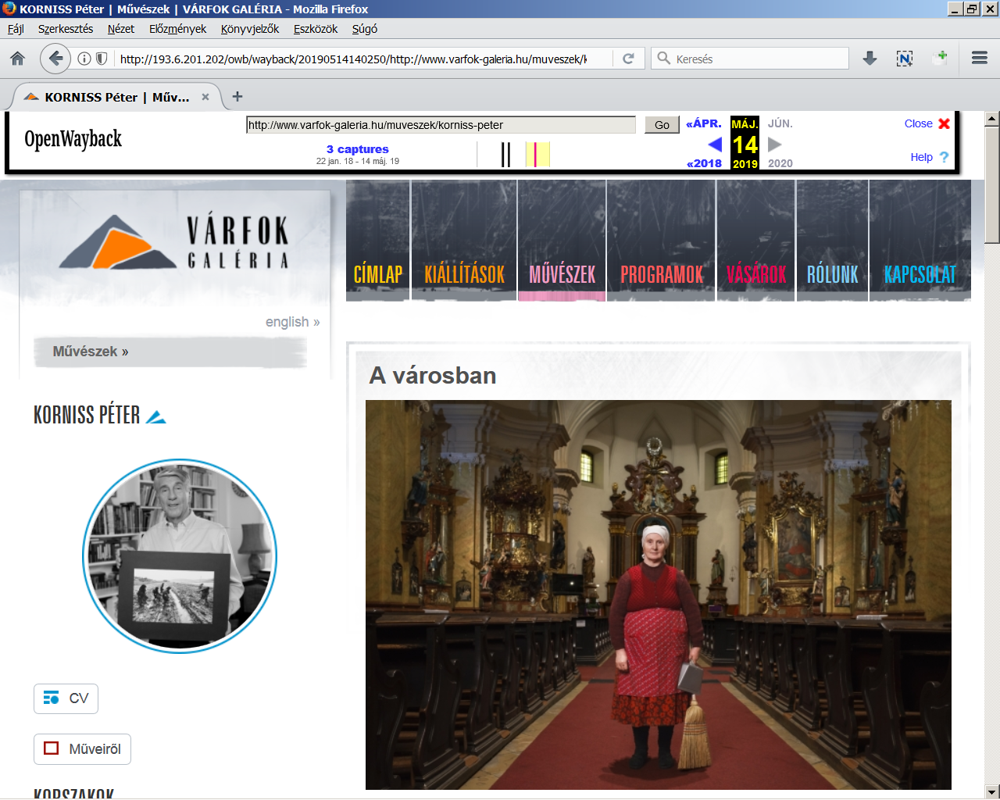 KORNISS Péter | Művészek | VÁRFOK GALÉRIA - Mozilla Firefox
Fájl Szerkesztés Nézet Előzmények Könyvjelzők Eszközök Súgó
http://193.6.201.202/owb/wayback/20190514140250/http://www.varfok-galeria.hu/muveszek/k
Keresés
KORNISS Péter | Műv...
OpenWayback
http://www.varfok-galeria.hu/muveszek/korniss-peter
Go
3 captures
22 jan. 18 - 14 máj. 19
«ÁPR. MÁJ. JÚN.
14
«2018 2019 2020
Close
Help ?
VÁRFOK
GALÉRIA
CÍMLAP KIÁLLÍTÁSOK MŰVÉSZEK PROGRAMOK VÁSÁROK RÓLUNK KAPCSOLAT
english »
Művészek »
KORNISS PÉTER
CV
Műveiről
KORSZAKOK
A városban